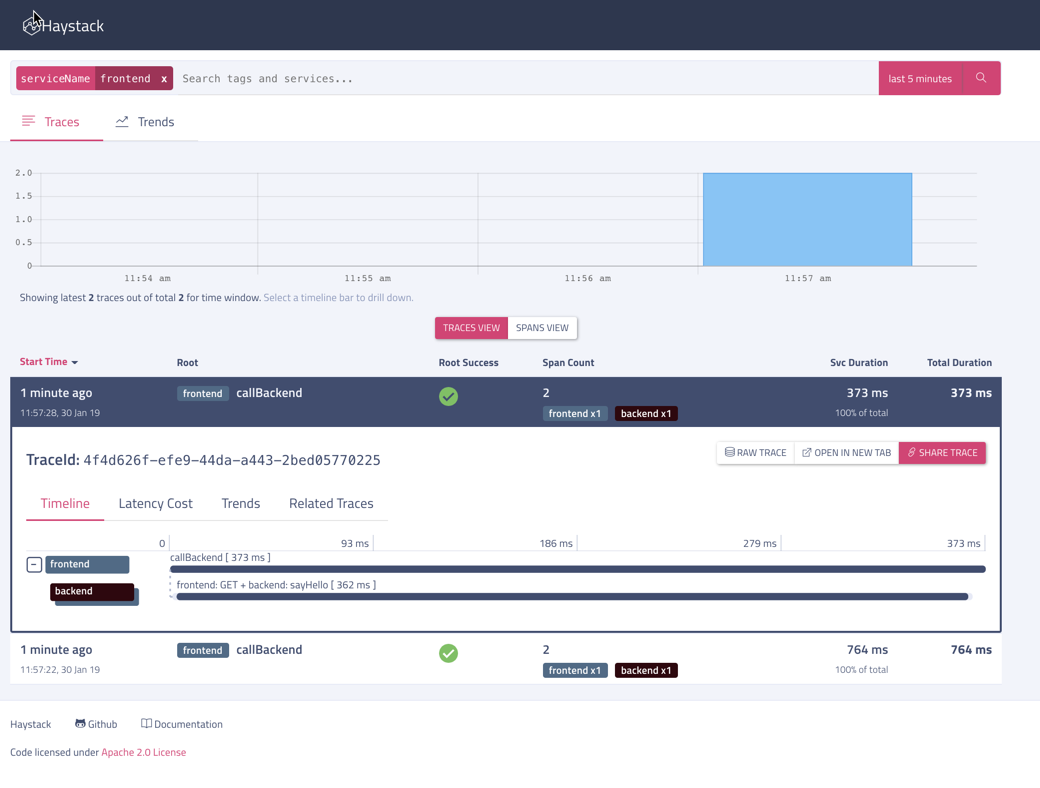 Haystack
serviceName frontend x Search tags and services... last 5 minutes
Traces Trends
2.0
1.5
1.0
0.5
0
11:54 am 11:55 am 11:56 am 11:57 am
Showing latest 2 traces out of total 2 for time window. Select a timeline bar to drill down.
TRACES VIEW SPANS VIEW
Start Time Root Root Success Span Count Svc Duration Total Duration
1 minute ago frontend callBackend 2 373 ms 373 ms
11:57:28, 30 Jan 19 frontend x1 backend x1 100% of total
TraceId: 4f4d626f-efe9-44da-a443-2bed05770225 RAW TRACE OPEN IN NEW TAB SHARE TRACE
Timeline Latency Cost Trends Related Traces
0 93 ms 186 ms 279 ms 373 ms
callBackend [ 373 ms ]
frontend
frontend: GET + backend: sayHello [ 362 ms ]
backend
1 minute ago frontend callBackend 2 764 ms 764 ms
11:57:22, 30 Jan 19 frontend x1 backend x1 100% of total
Haystack Github Documentation
Code licensed under Apache 2.0 License